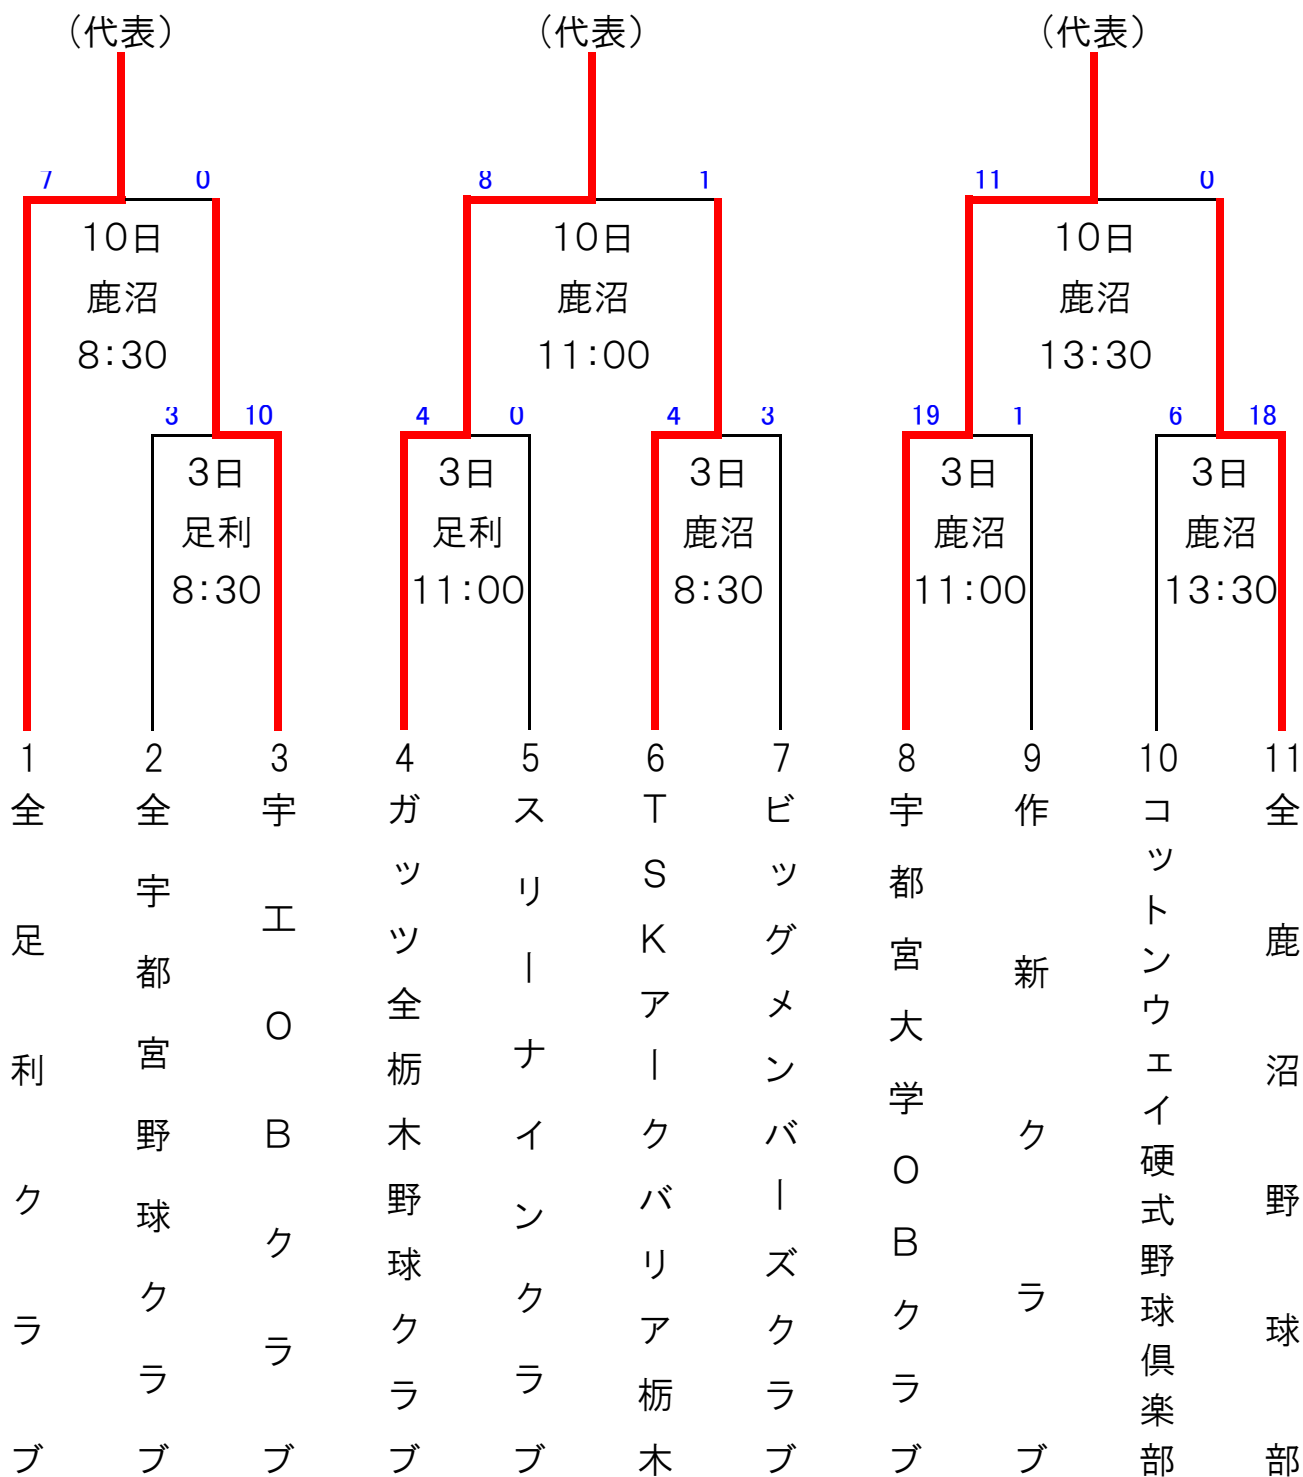 （代表） （代表） （代表）
7 0 8 1 11 0
10日 10日 10日
鹿沼 鹿沼 鹿沼
8：30 11：00 13：30
3 10 4 0 4 3 19 1 6 18
3日 3日 3日 3日 3日
足利 足利 鹿沼 鹿沼 鹿沼
8：30 11：00 8：30 11：00 13：30
1 2 3 4 5 6 7 8 9 10 11
全足利クラブ
全宇都宮野球クラブ
宇工ＯＢクラブ
ガッツ全栃木野球クラブ
スリーナインクラブ
ＴＳＫアークバリア栃木
ビッグメンバーズクラブ
宇都宮大学ＯＢクラブ
作新クラブ
コットンウェイ硬式野球倶楽部
全鹿沼野球部